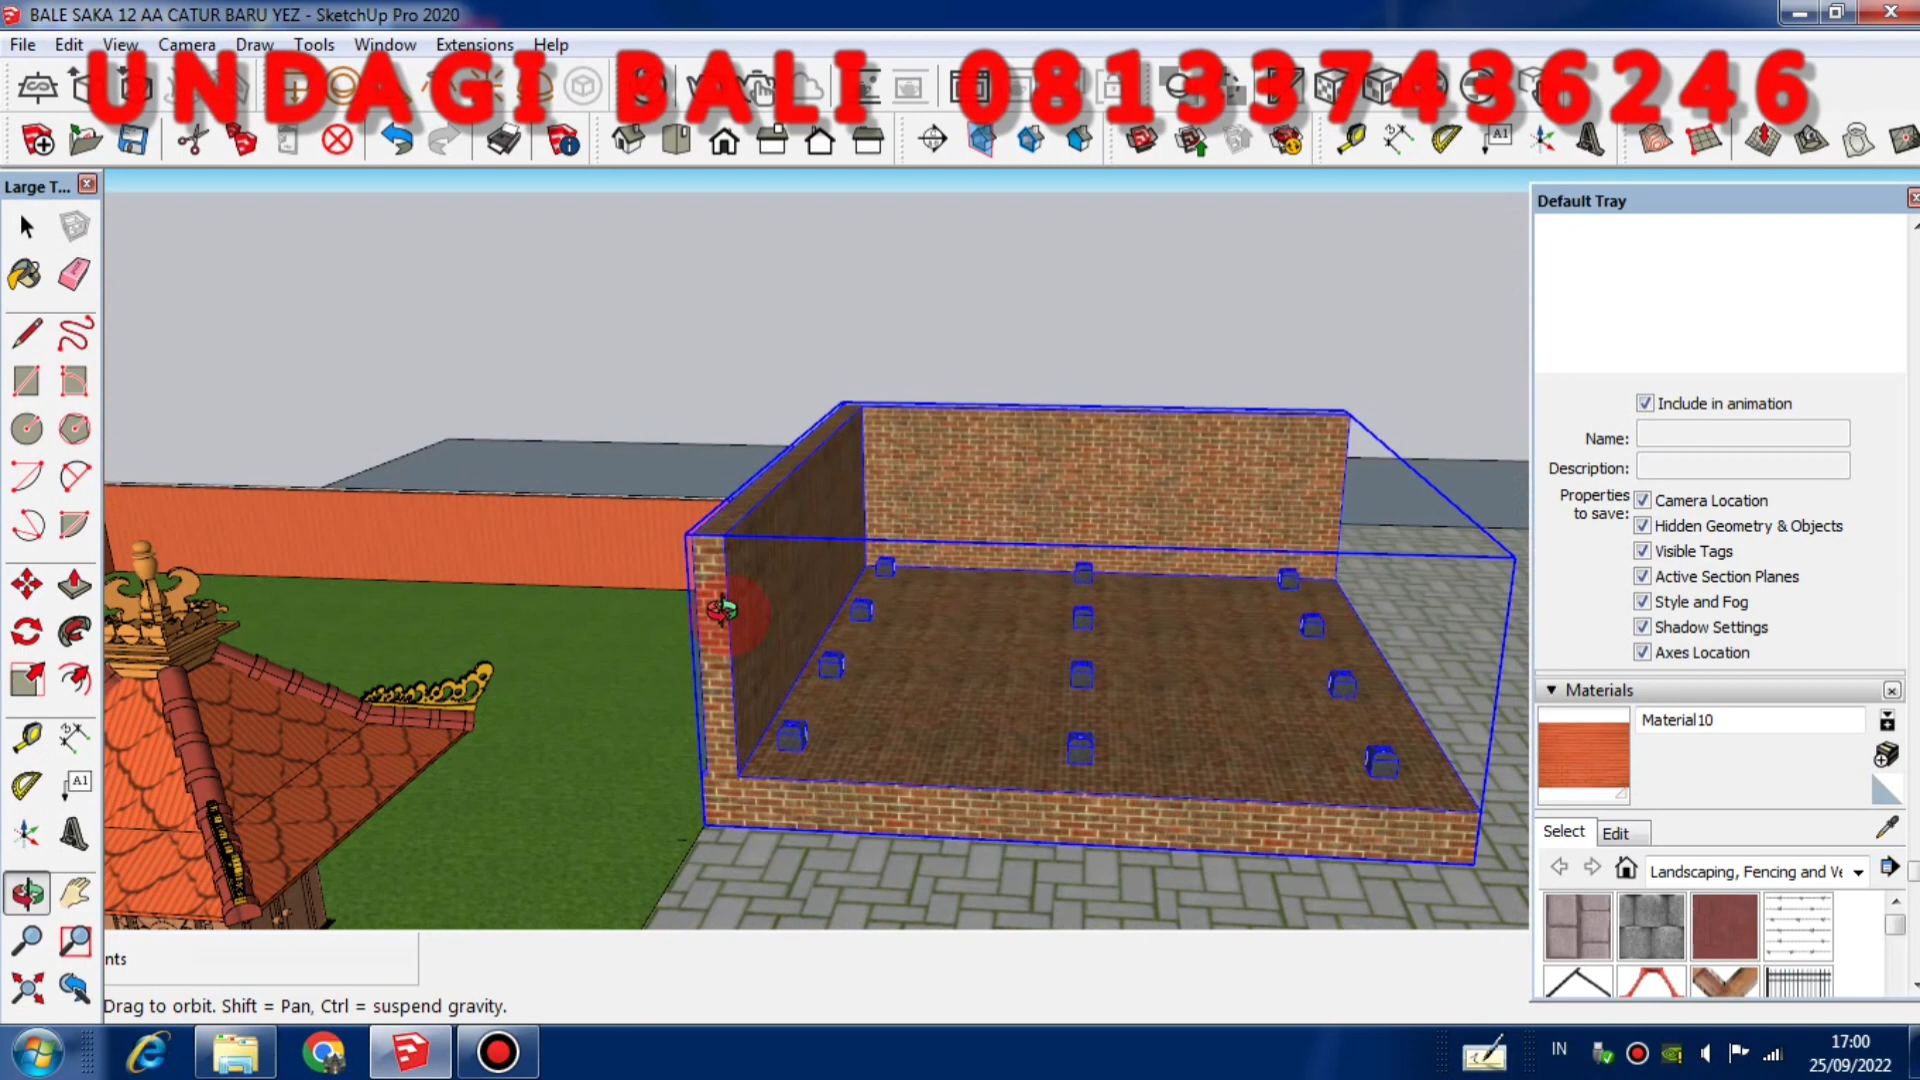 BALE SAKA 12 AA CATUR BARU YEZ - SketchUp Pro 2020
File Edit View Camera Draw Tools Window Extensions Help
UNDAGI BALI 081337436246
A1
Large T...
Default Tray
Include in animation
Name:
Description:
Properties to save:
Camera Location
Hidden Geometry & Objects
Visible Tags
Active Section Planes
Style and Fog
Shadow Settings
Axes Location
Materials
Material10
A1
Select Edit
Landscaping, Fencing and Ve
nts
Drag to orbit. Shift = Pan, Ctrl = suspend gravity.
IN
17:00
25/09/2022